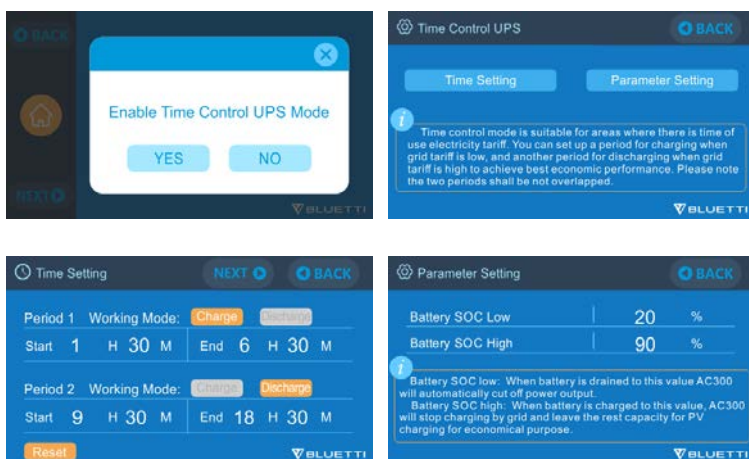 BACK
Enable Time Control UPS Mode
YES NO
NEXT
BLUETTI
Time Control UPS BACK
Time Setting Parameter Setting
i
Time control mode is suitable for areas where there is time of
use electricity tariff. You can set up a period for charging when
grid tariff is low, and another period for discharging when grid
tariff is high to achieve best economic performance. Please note
the two periods shall be not overlapped.
BLUETTI
Time Setting NEXT BACK
Period 1 Working Mode: Charge Discharge
Start 1 H 30 M End 6 H 30 M
Period 2 Working Mode: Charge Discharge
Start 9 H 30 M End 18 H 30 M
Reset
BLUETTI
Parameter Setting BACK
Battery SOC Low 20 %
Battery SOC High 90 %
i
Battery SOC low: When battery is drained to this value AC300
will automatically cut off power output.
Battery SOC high: When battery is charged to this value, AC300
will stop charging by grid and leave the rest capacity for PV
charging for economical purpose.
BLUETTI